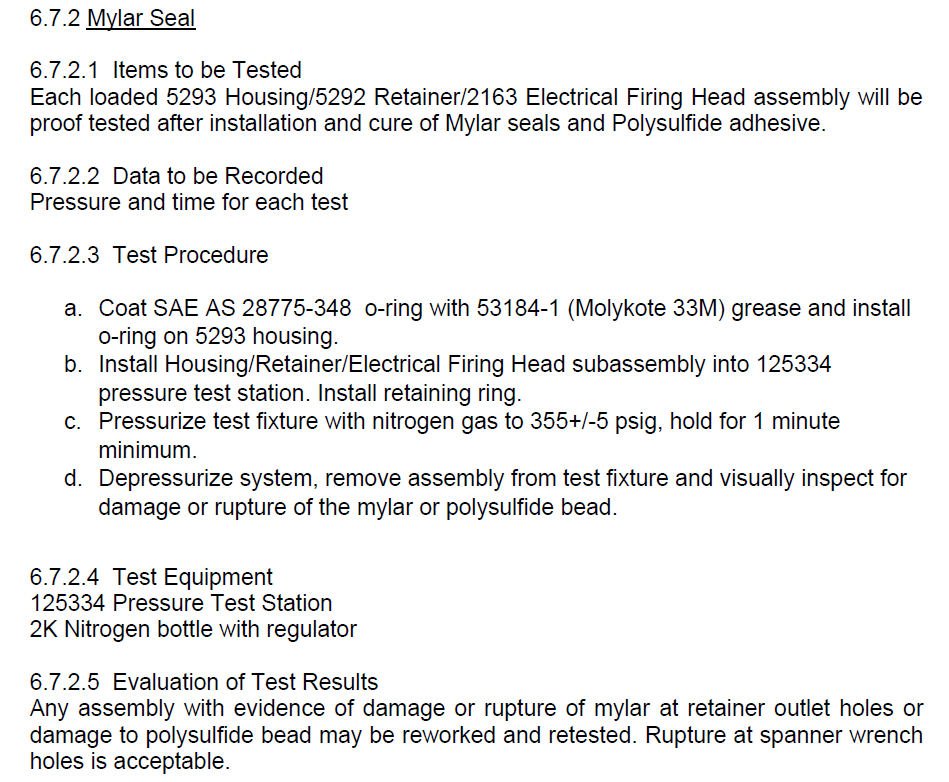 6.7.2 Mylar Seal
6.7.2.1 Items to be Tested
Each loaded 5293 Housing/5292 Retainer/2163 Electrical Firing Head assembly will be
proof tested after installation and cure of Mylar seals and Polysulfide adhesive.
6.7.2.2 Data to be Recorded
Pressure and time for each test
6.7.2.3 Test Procedure
a. Coat SAE AS 28775-348 o-ring with 53184-1 (Molykote 33M) grease and install
o-ring on 5293 housing.
b. Install Housing/Retainer/Electrical Firing Head subassembly into 125334
pressure test station. Install retaining ring.
c. Pressurize test fixture with nitrogen gas to 355+/-5 psig, hold for 1 minute
minimum.
d. Depressurize system, remove assembly from test fixture and visually inspect for
damage or rupture of the mylar or polysulfide bead.
6.7.2.4 Test Equipment
125334 Pressure Test Station
2K Nitrogen bottle with regulator
6.7.2.5 Evaluation of Test Results
Any assembly with evidence of damage or rupture of mylar at retainer outlet holes or
damage to polysulfide bead may be reworked and retested. Rupture at spanner wrench
holes is acceptable.